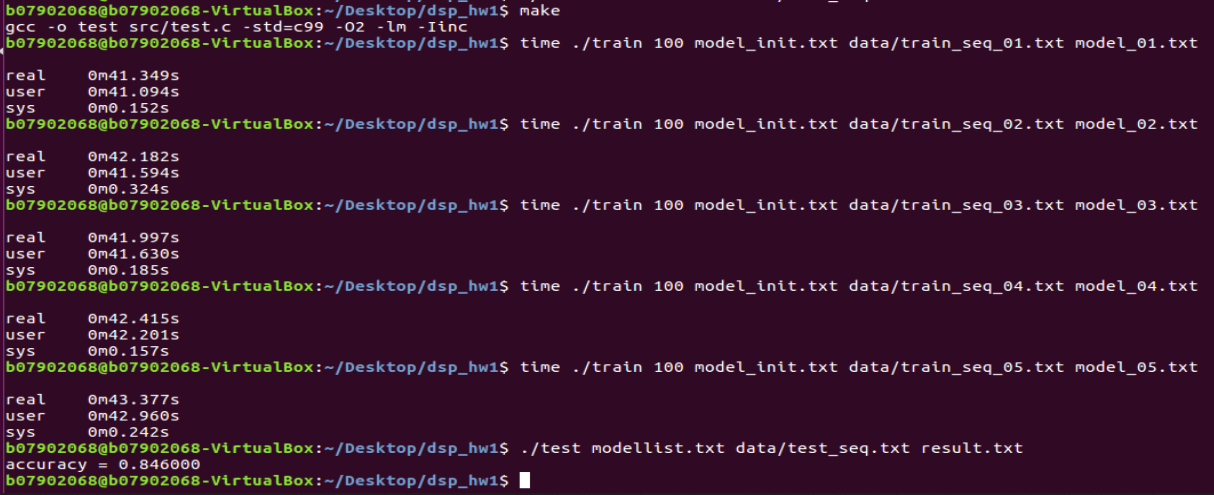 b07902068@b07902068-VirtualBox:~/Desktop/dsp_hw1$ make
gcc -o test src/test.c -std=c99 -O2 -lm -Iinc
b07902068@b07902068-VirtualBox:~/Desktop/dsp_hw1$ time ./train 100 model_init.txt data/train_seq_01.txt model_01.txt
real 0m41.349s
user 0m41.094s
sys 0m0.152s
b07902068@b07902068-VirtualBox:~/Desktop/dsp_hw1$ time ./train 100 model_init.txt data/train_seq_02.txt model_02.txt
real 0m42.182s
user 0m41.594s
sys 0m0.324s
b07902068@b07902068-VirtualBox:~/Desktop/dsp_hw1$ time ./train 100 model_init.txt data/train_seq_03.txt model_03.txt
real 0m41.997s
user 0m41.630s
sys 0m0.185s
b07902068@b07902068-VirtualBox:~/Desktop/dsp_hw1$ time ./train 100 model_init.txt data/train_seq_04.txt model_04.txt
real 0m42.415s
user 0m42.201s
sys 0m0.157s
b07902068@b07902068-VirtualBox:~/Desktop/dsp_hw1$ time ./train 100 model_init.txt data/train_seq_05.txt model_05.txt
real 0m43.377s
user 0m42.960s
sys 0m0.242s
b07902068@b07902068-VirtualBox:~/Desktop/dsp_hw1$ ./test modellist.txt data/test_seq.txt result.txt
accuracy = 0.846000
b07902068@b07902068-VirtualBox:~/Desktop/dsp_hw1$